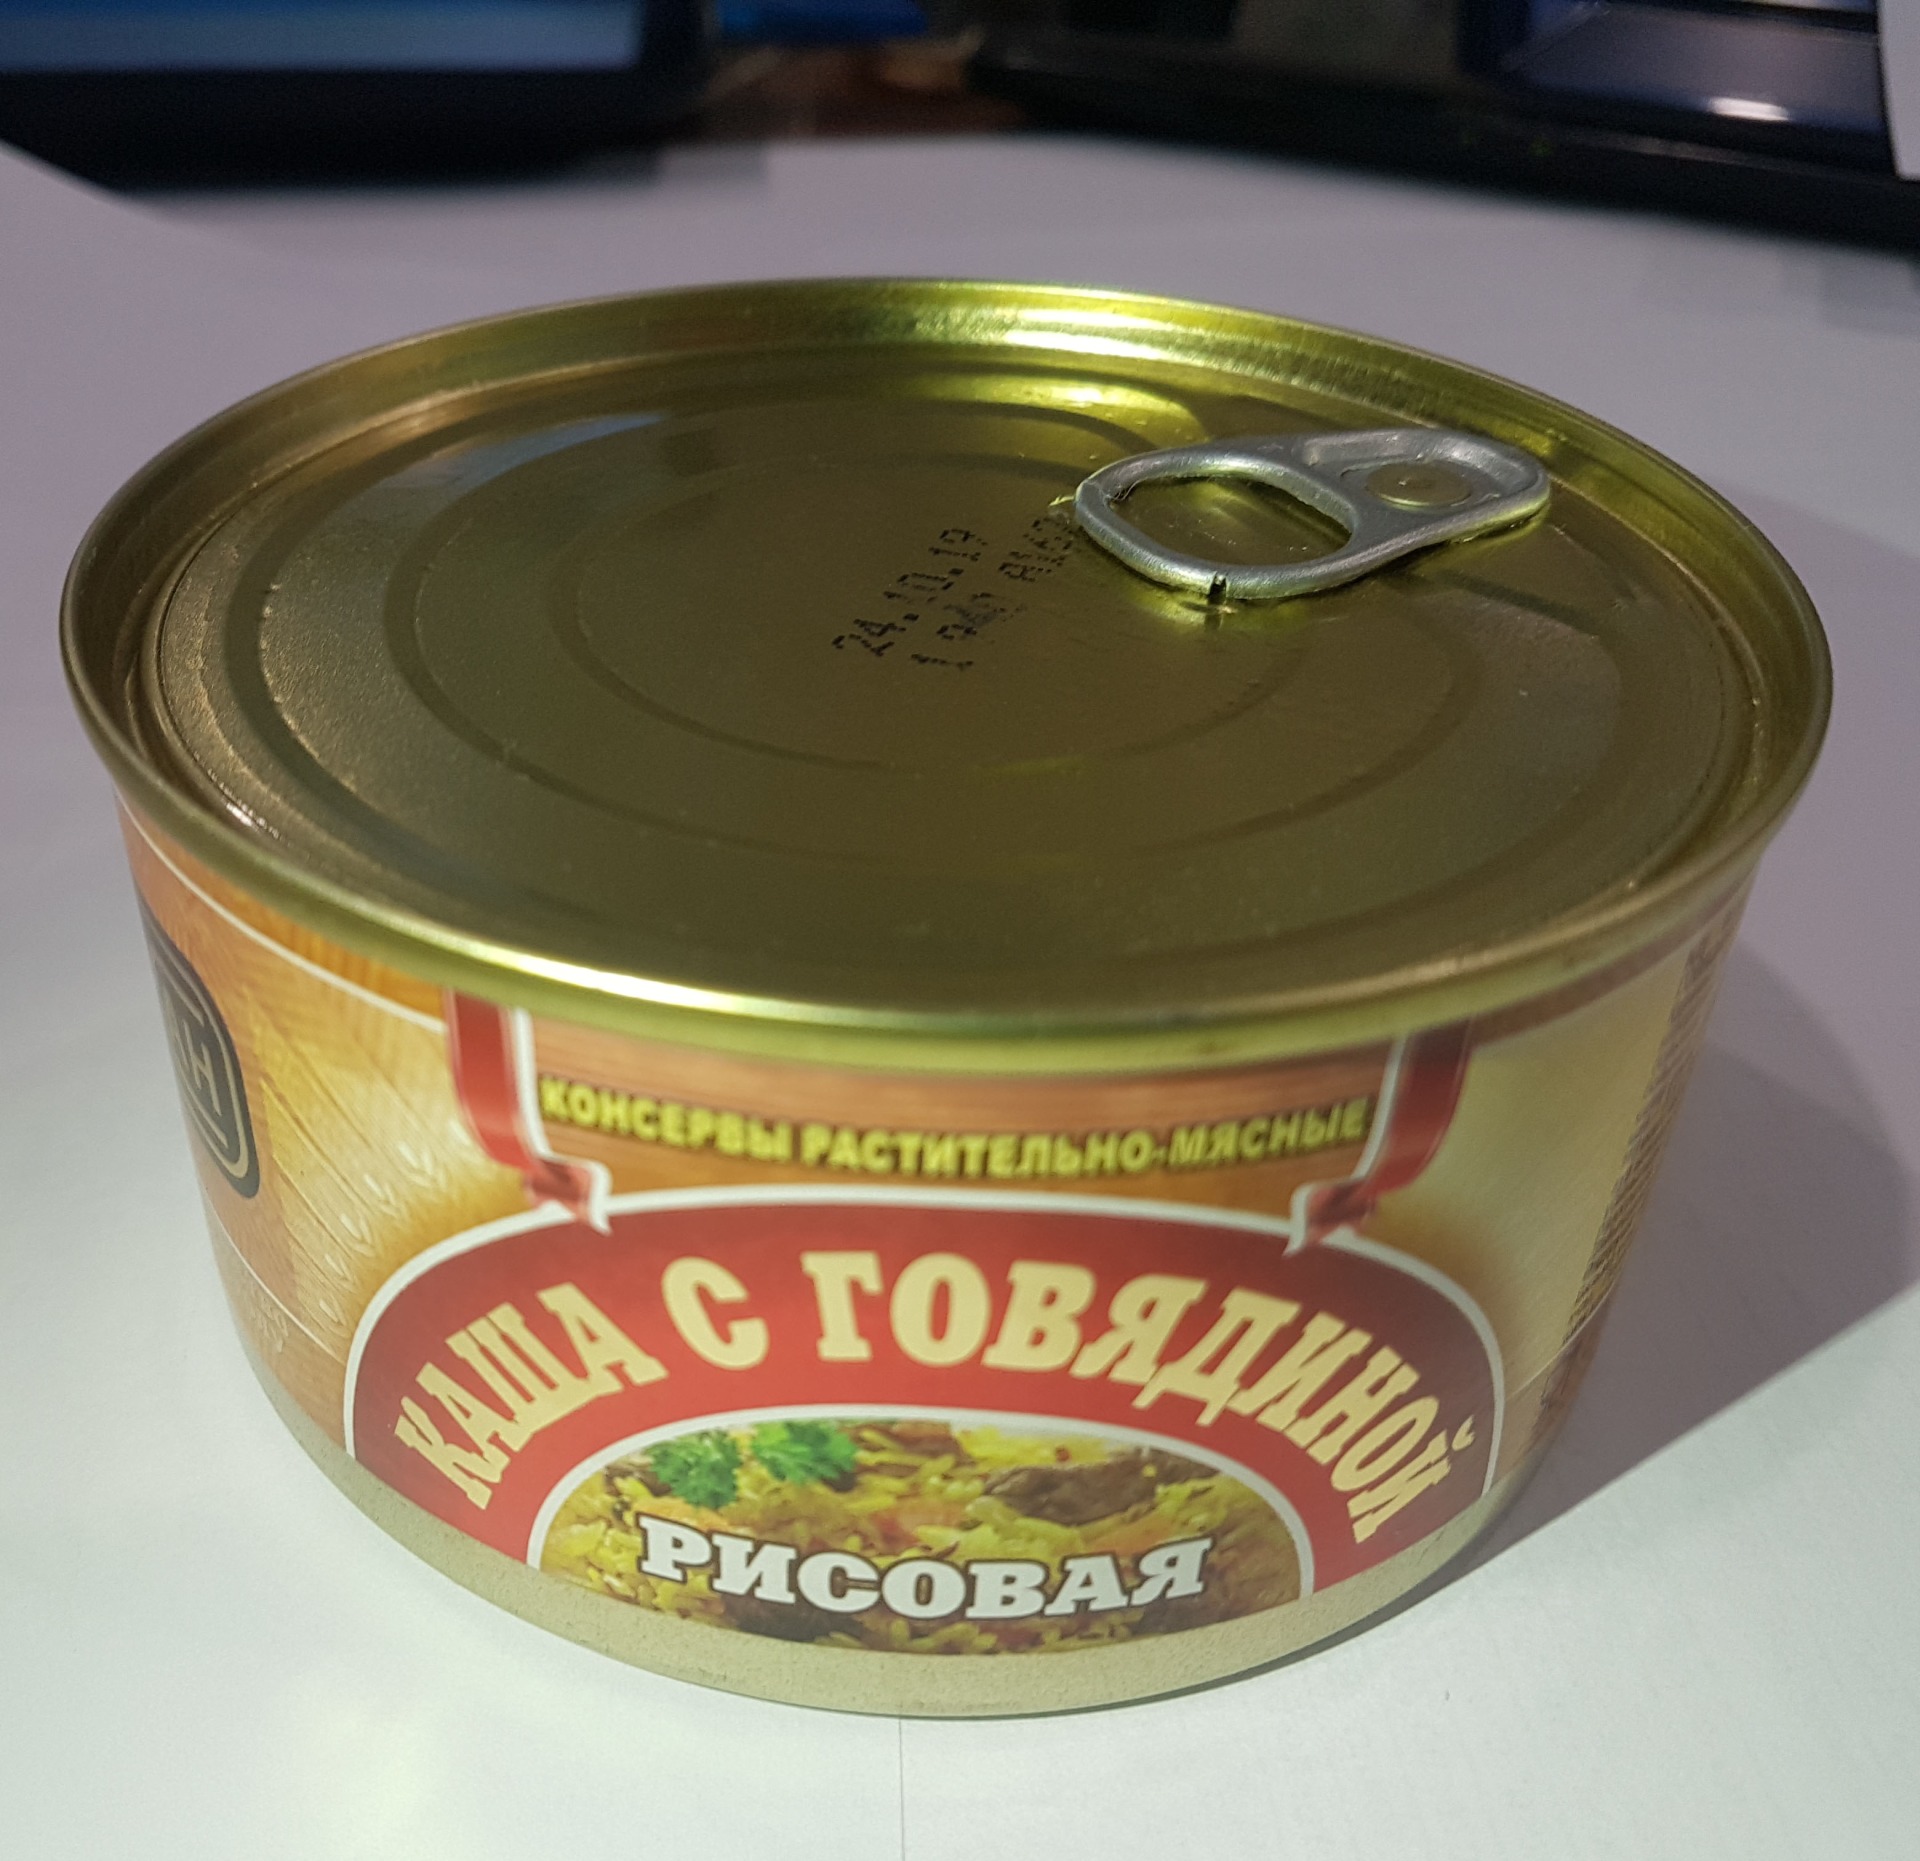 24.10.19
КОНСЕРВЫ РАСТИТЕЛЬНО-МЯСНЫЕ
КАША С ГОВЯДИНОЙ
РИСОВАЯ